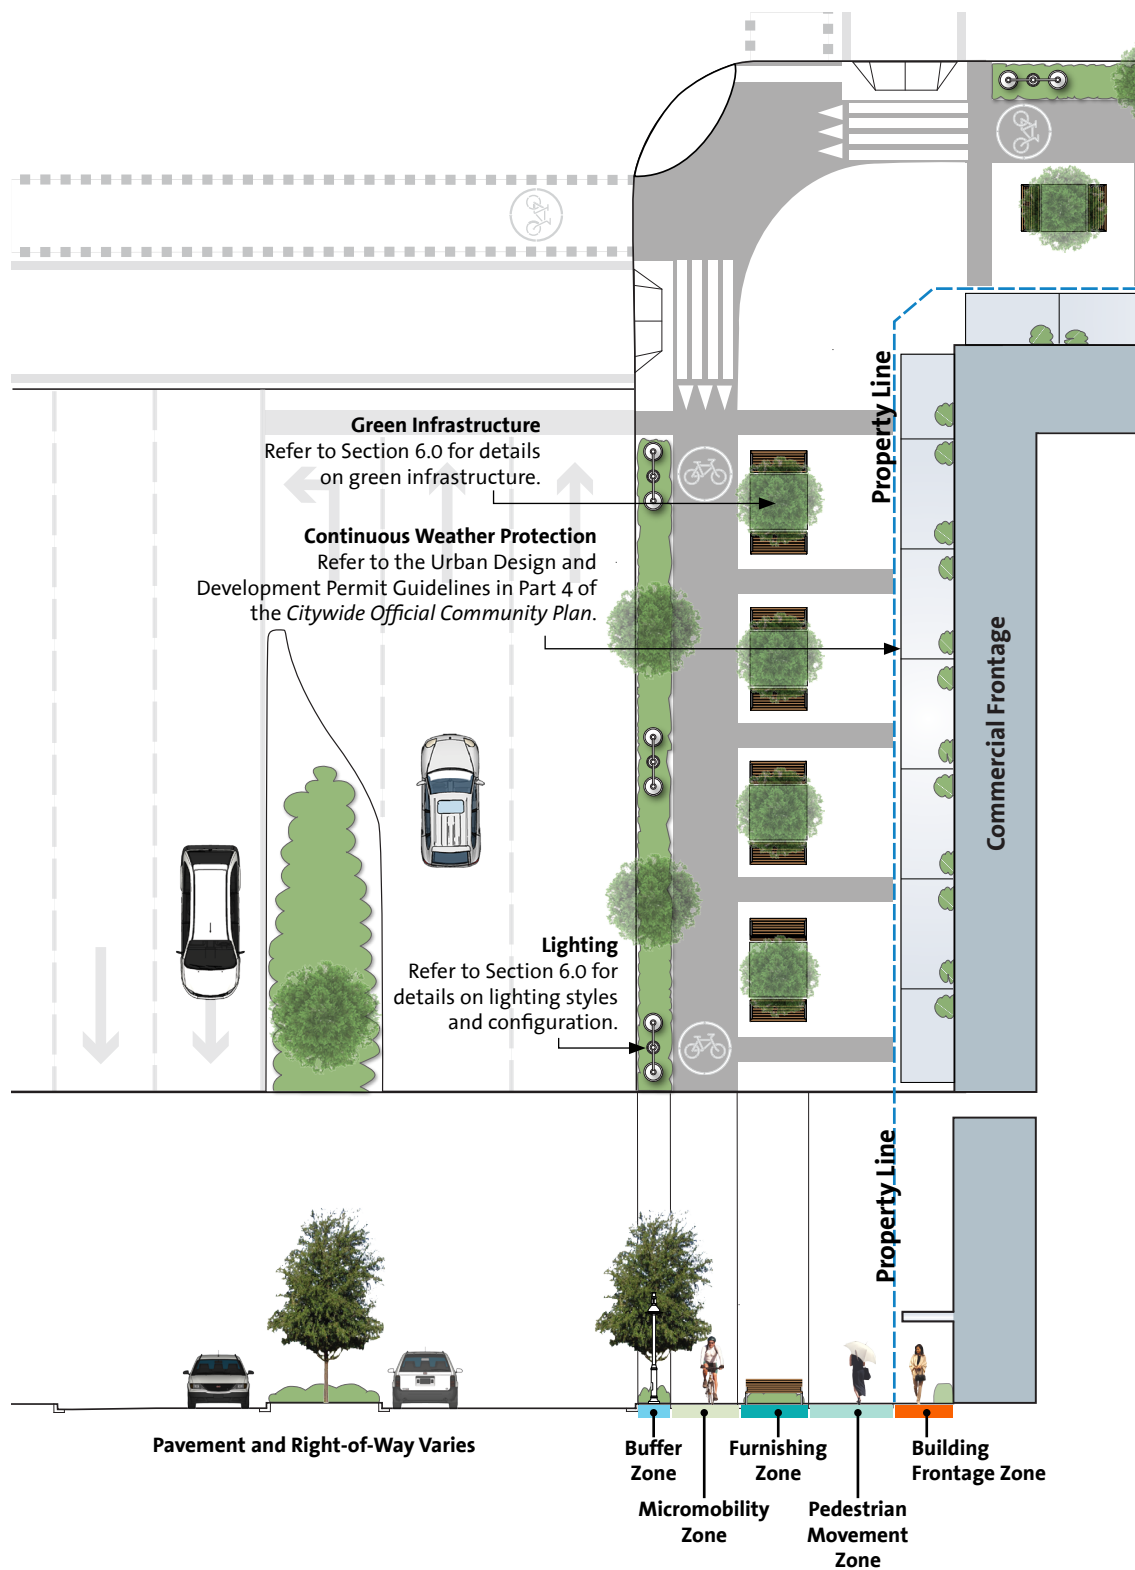 Green Infrastructure
Refer to Section 6.0 for details
on green infrastructure.
Continuous Weather Protection
Refer to the Urban Design and
Development Permit Guidelines in Part 4 of
the Citywide Official Community Plan.
Property Line
Commercial Frontage
Lighting
Refer to Section 6.0 for
details on lighting styles
and configuration.
Property Line
Pavement and Right-of-Way Varies
Buffer
Zone
Micromobility
Zone
Furnishing
Zone
Pedestrian
Movement
Zone
Building
Frontage Zone